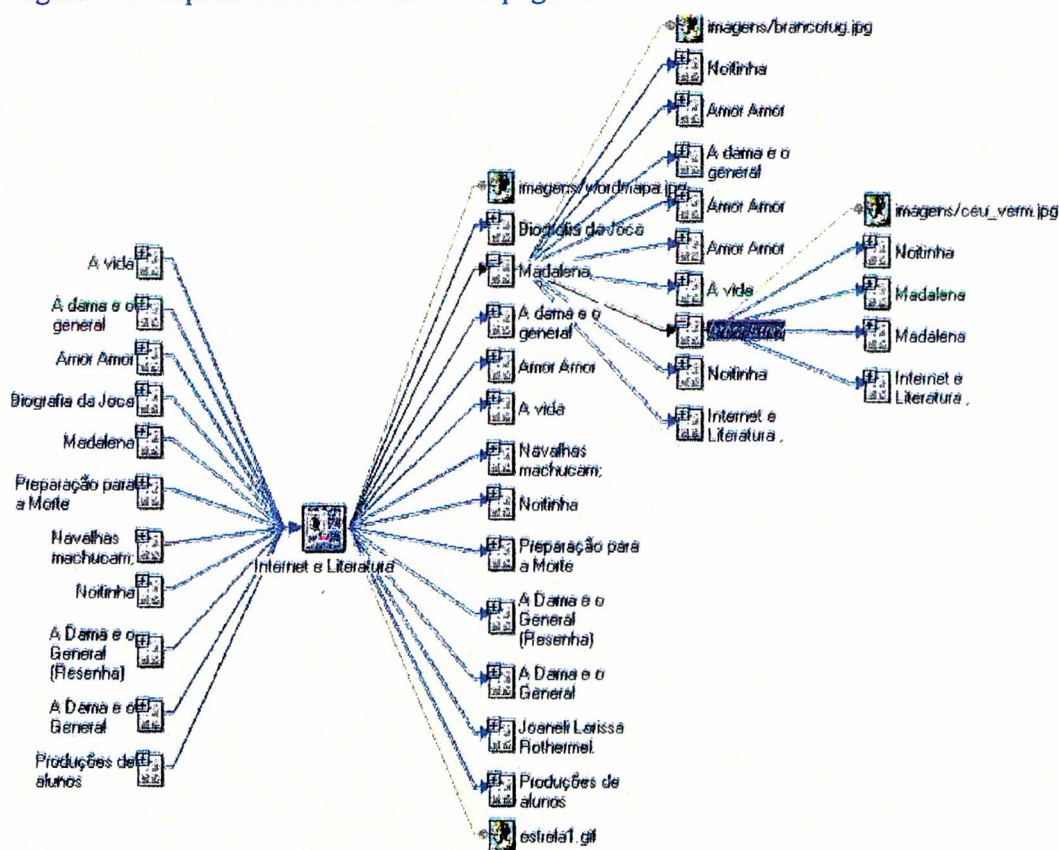 imagens/brancofug.jpg
Noitinha
Amor Amor
A dama e o
general
Amor Amor
Amor Amor
A vida
Noitinha
Internet e
Literatura ,
imagens/ceu_verm.jpg
Noitinha
Madalena
Madalena
Internet e
Literatura ,
imagens/wordmapa.jpg
Biografia da Joca
Madalena
A dama e o
general
Amor Amor
A vida
Navalhas
machucam;
Noitinha
Preparação para
a Morte
A Dama e o
General
(Resenha)
A Dama e o
General
Joaneli Larissa
Rothermel.
Produções de
alunos
estrela1.gif
A vida
A dama e o
general
Amor Amor
Biografia da Joca
Madalena
Preparação para
a Morte
Navalhas
machucam;
Noitinha
A Dama e o
General
(Resenha)
A Dama e o
General
Produções de
alunos
Internet e Literatura